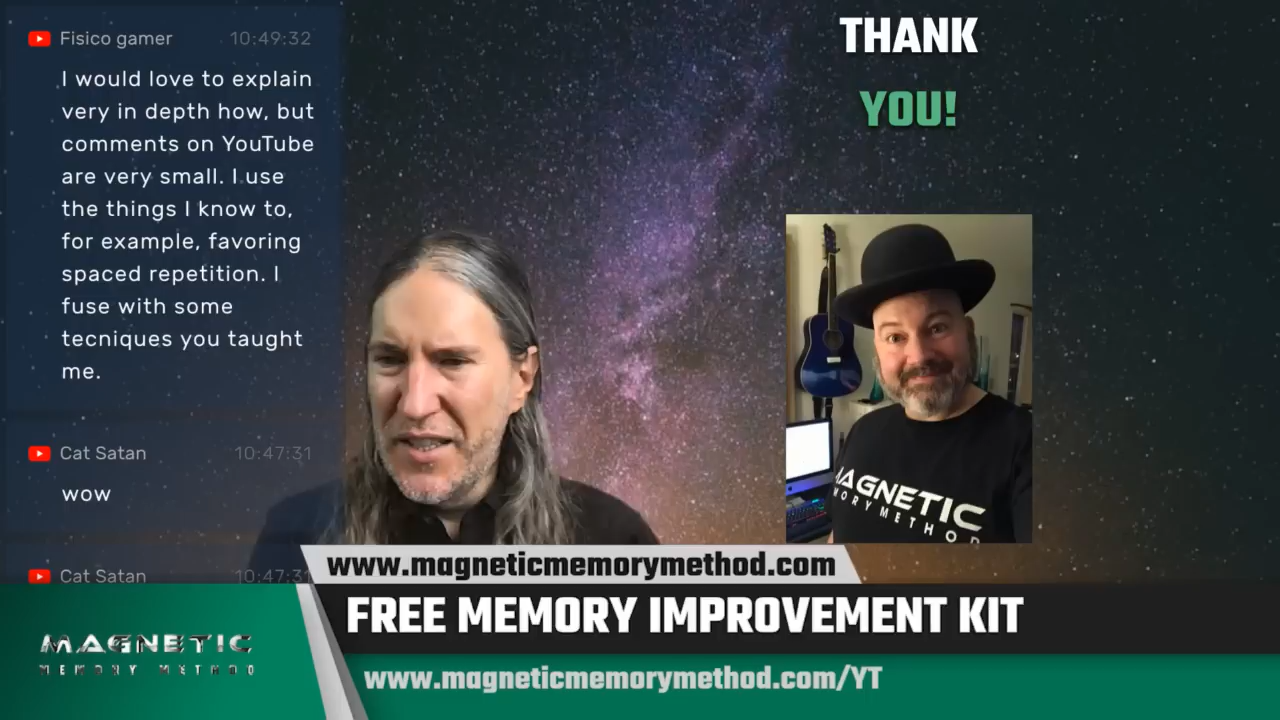 Fisico gamer 10:49:32
I would love to explain
very in depth how, but
comments on YouTube
are very small. I use
the things I know to,
for example, favoring
spaced repetition. I
fuse with some
tecniques you taught
me.
Cat Satan 10:47:31
wow
Cat Satan 10:47:31
THANK
YOU!
MAGNETIC
MORY METHOD
www.magneticmemorymethod.com
FREE MEMORY IMPROVEMENT KIT
www.magneticmemorymethod.com/YT
MAGNETIC
MEMORY METHOD